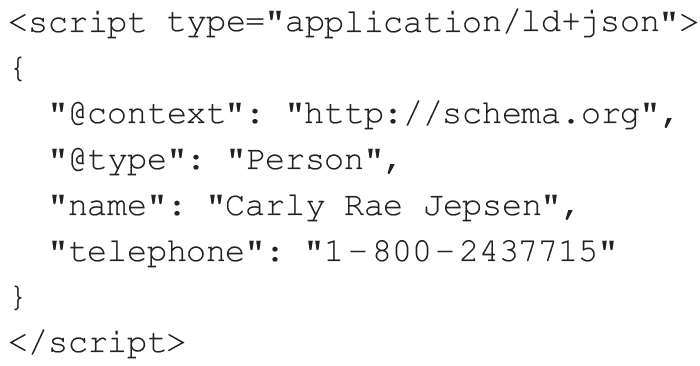 <script type="application/ld+json">
{
  "@context": "http://schema.org",
  "@type": "Person",
  "name": "Carly Rae Jepsen",
  "telephone": "1-800-2437715"
}
</script>